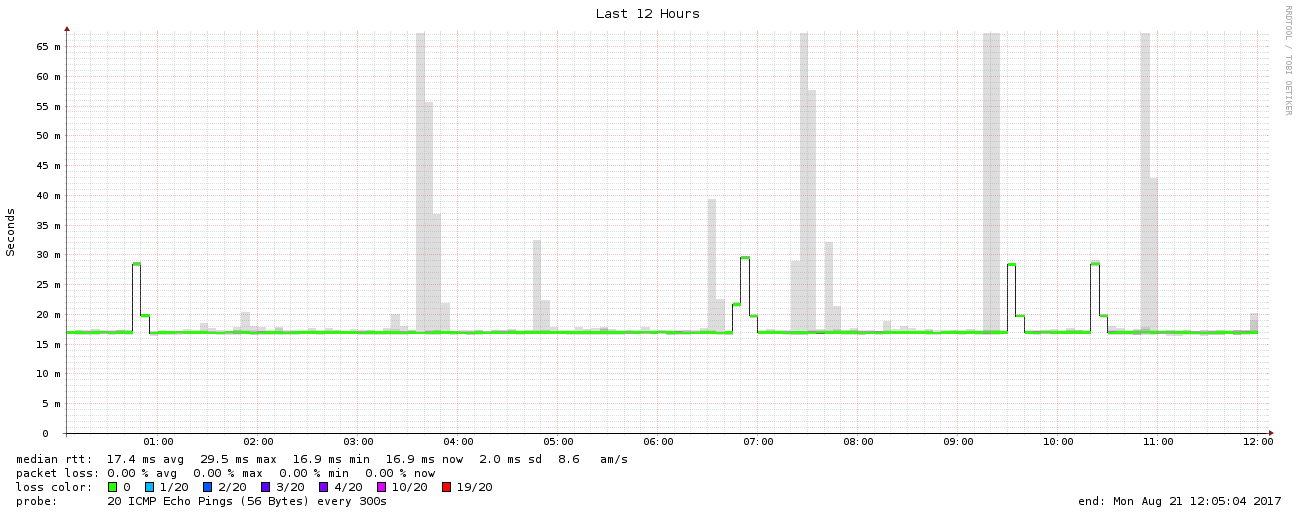 Last 12 Hours
RRDTOOL / TOBI OETIKER
Seconds
65 m
60 m
55 m
50 m
45 m
40 m
35 m
30 m
25 m
20 m
15 m
10 m
5 m
0
01:00 02:00 03:00 04:00 05:00 06:00 07:00 08:00 09:00 10:00 11:00 12:00
median rtt: 17.4 ms avg 29.5 ms max 16.9 ms min 16.9 ms now 2.0 ms sd 8.6 am/s
packet loss: 0.00 % avg 0.00 % max 0.00 % min 0.00 % now
loss color: 0 1/20 2/20 3/20 4/20 10/20 19/20
probe: 20 ICMP Echo Pings (56 Bytes) every 300s end: Mon Aug 21 12:05:04 2017